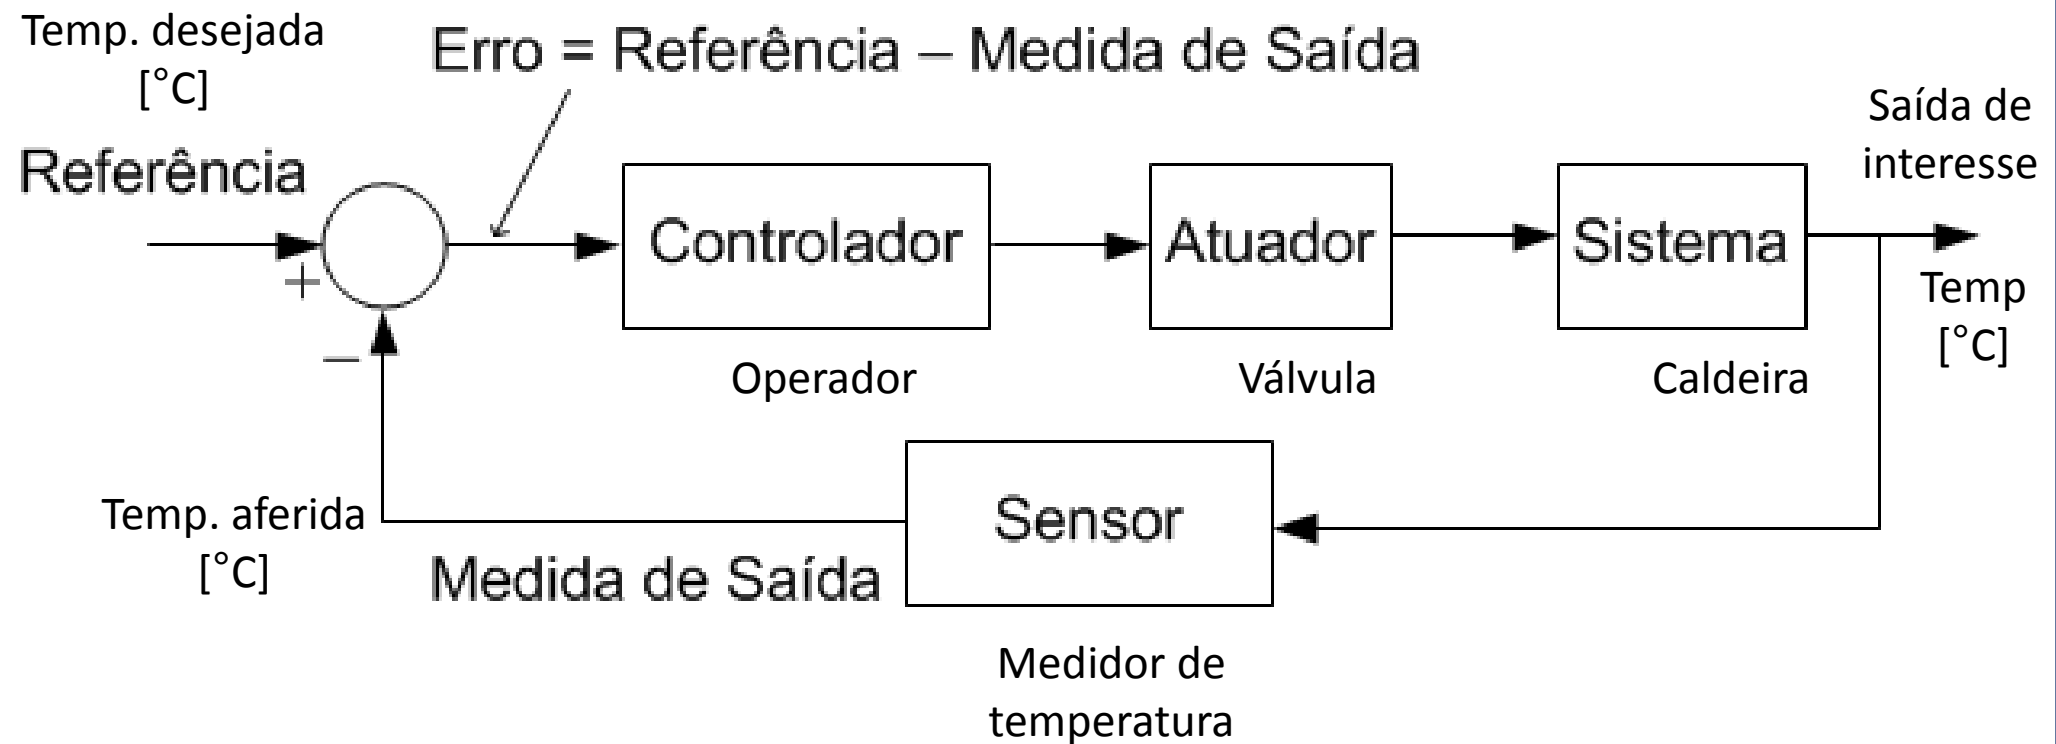 Temp. desejada
[°C]
Erro = Referência – Medida de Saída
Saída de
interesse
Referência
+
–
Controlador
Atuador
Sistema
Temp
[°C]
Operador
Válvula
Caldeira
Temp. aferida
[°C]
Sensor
Medida de Saída
Medidor de
temperatura